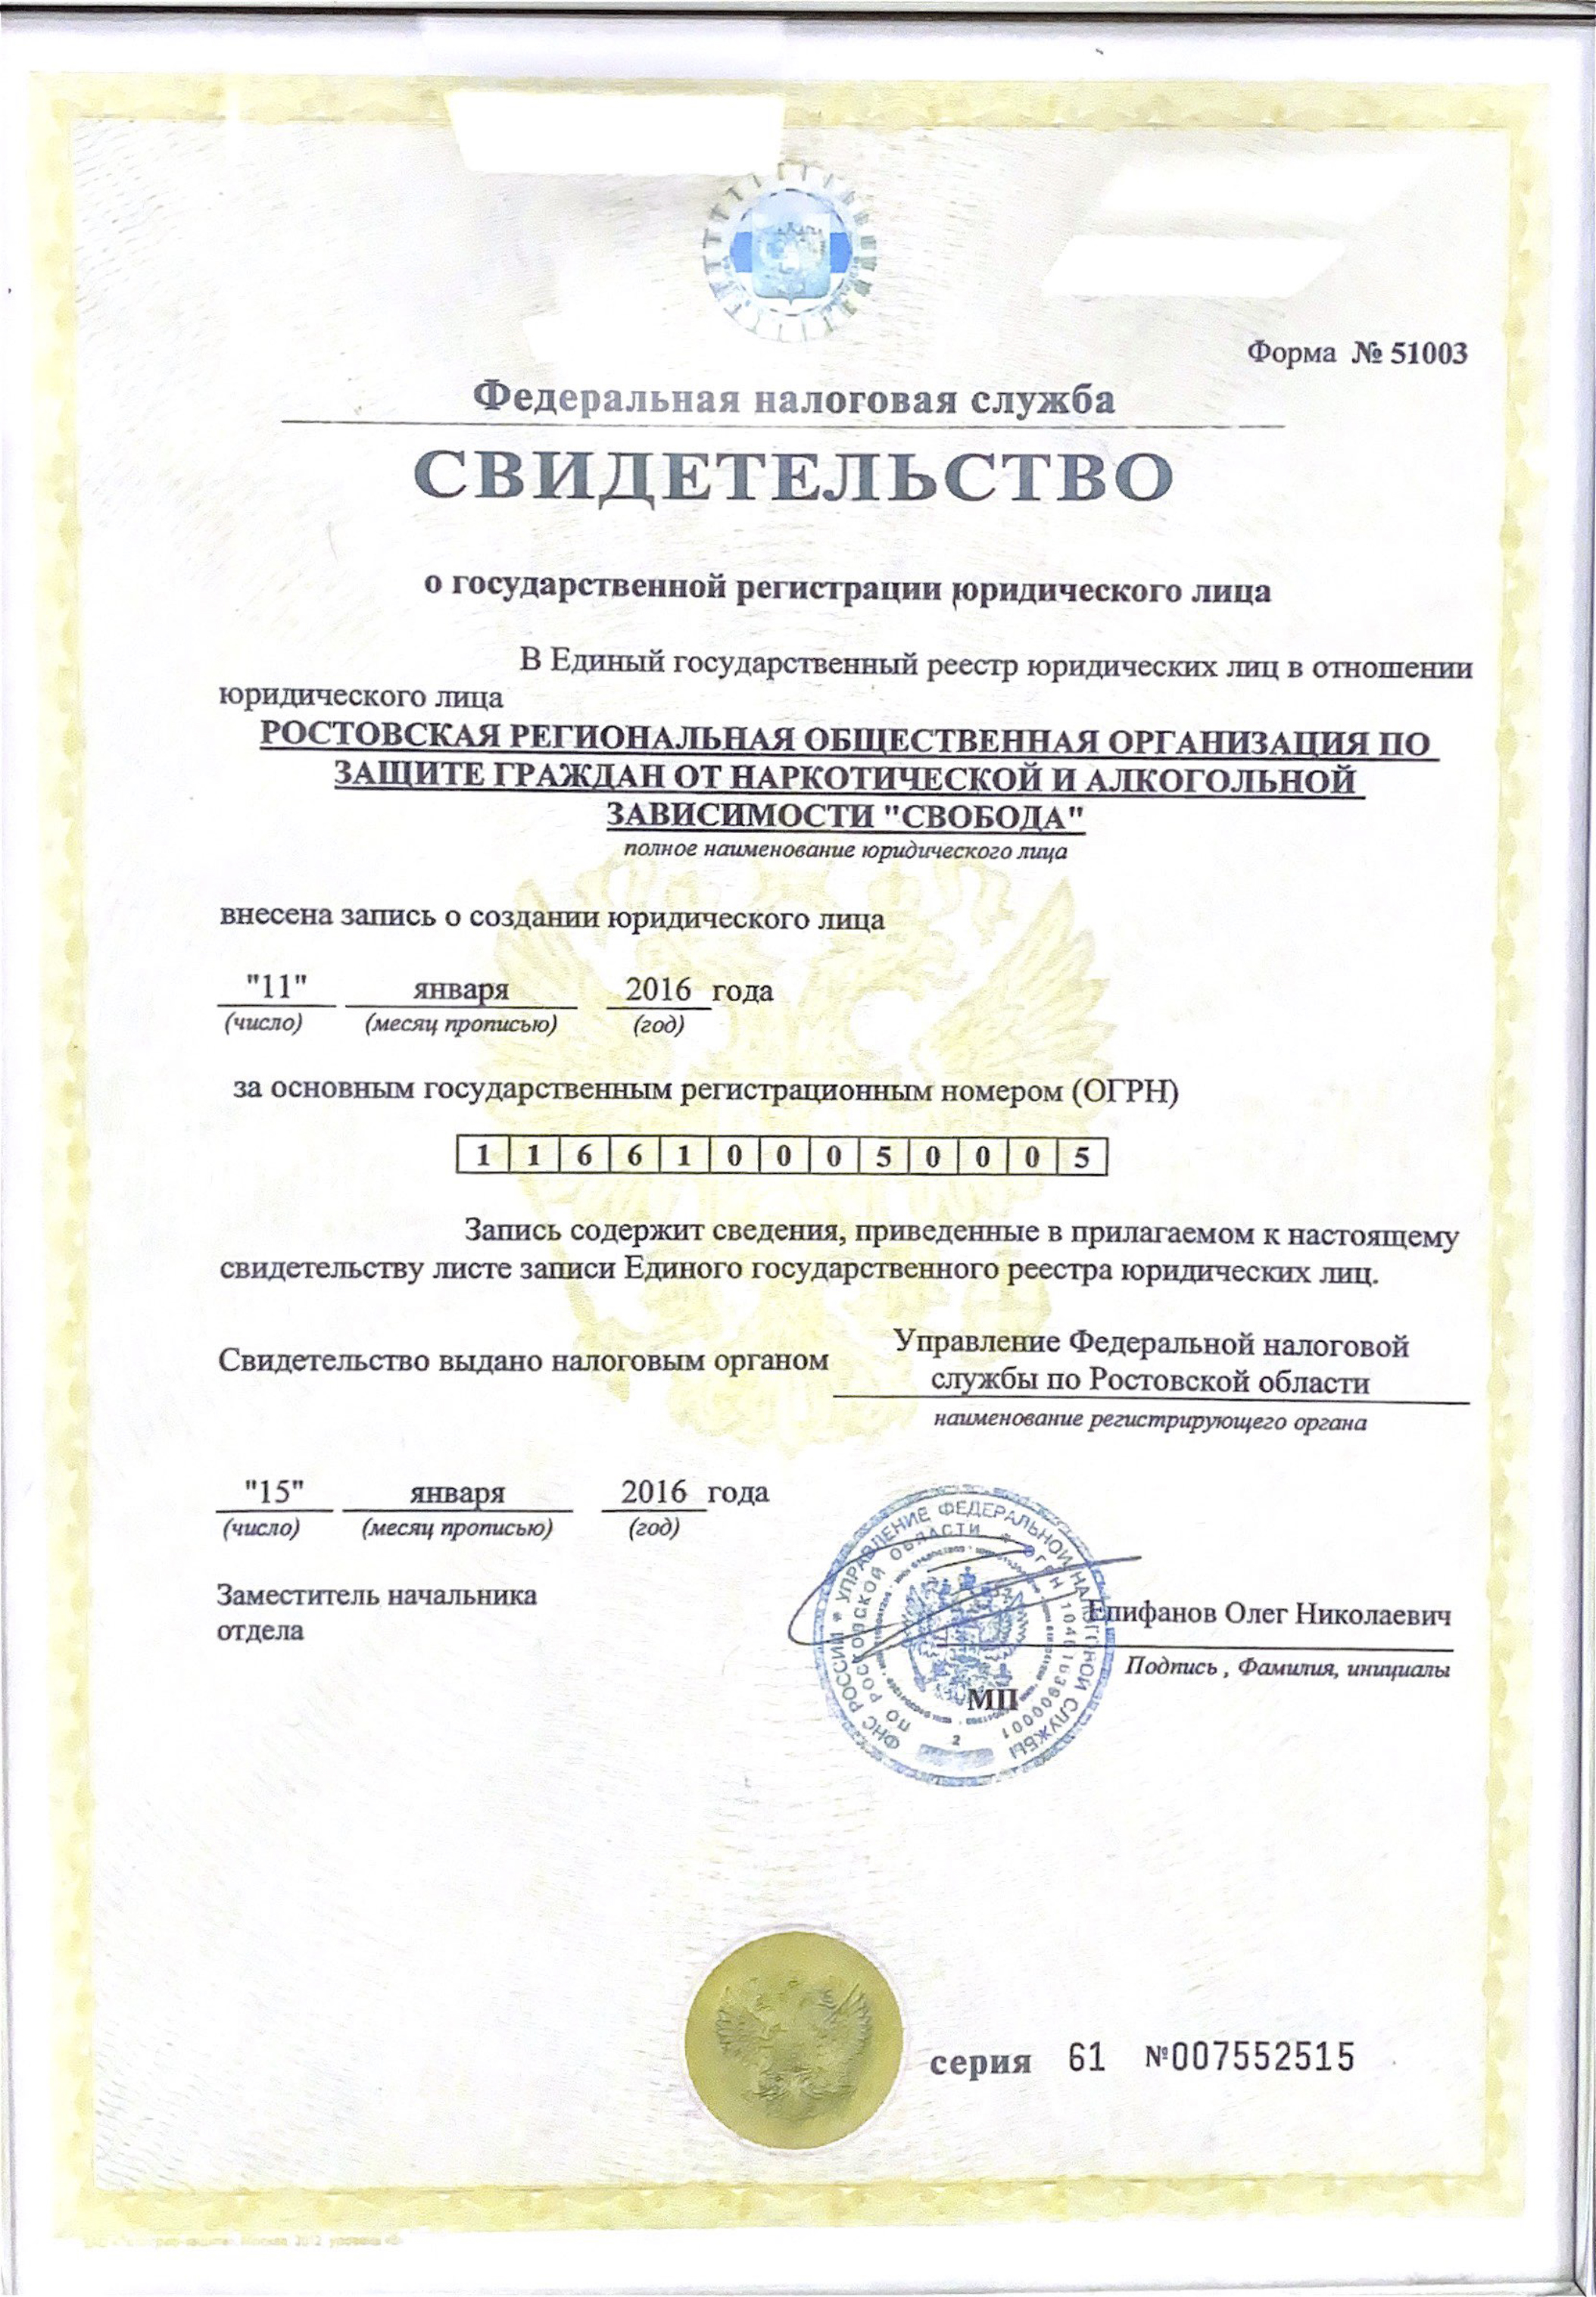 Форма № 51003
Федеральная налоговая служба
СВИДЕТЕЛЬСТВО
о государственной регистрации юридического лица
В Единый государственный реестр юридических лиц в отношении
юридического лица
РОСТОВСКАЯ РЕГИОНАЛЬНАЯ ОБЩЕСТВЕННАЯ ОРГАНИЗАЦИЯ ПО
ЗАЩИТЕ ГРАЖДАН ОТ НАРКОТИЧЕСКОЙ И АЛКОГОЛЬНОЙ
ЗАВИСИМОСТИ "СВОБОДА"
полное наименование юридического лица
внесена запись о создании юридического лица
"11" января 2016 года
(число) (месяц прописью) (год)
за основным государственным регистрационным номером (ОГРН)
1 1 6 6 1 0 0 0 5 0 0 0 5
Запись содержит сведения, приведенные в прилагаемом к настоящему
свидетельству листе записи Единого государственного реестра юридических лиц.
Свидетельство выдано налоговым органом
Управление Федеральной налоговой
службы по Ростовской области
наименование регистрирующего органа
"15" января 2016 года
(число) (месяц прописью) (год)
Заместитель начальника
отдела
Епифанов Олег Николаевич
Подпись , Фамилия, инициалы
МП
ФНС РОССИИ * УПРАВЛЕНИЕ ФЕДЕРАЛЬНОЙ НАЛОГОВОЙ СЛУЖБЫ
ПО РОСТОВСКОЙ ОБЛАСТИ * ОГРН 1046163900001
2
серия 61 №007552515